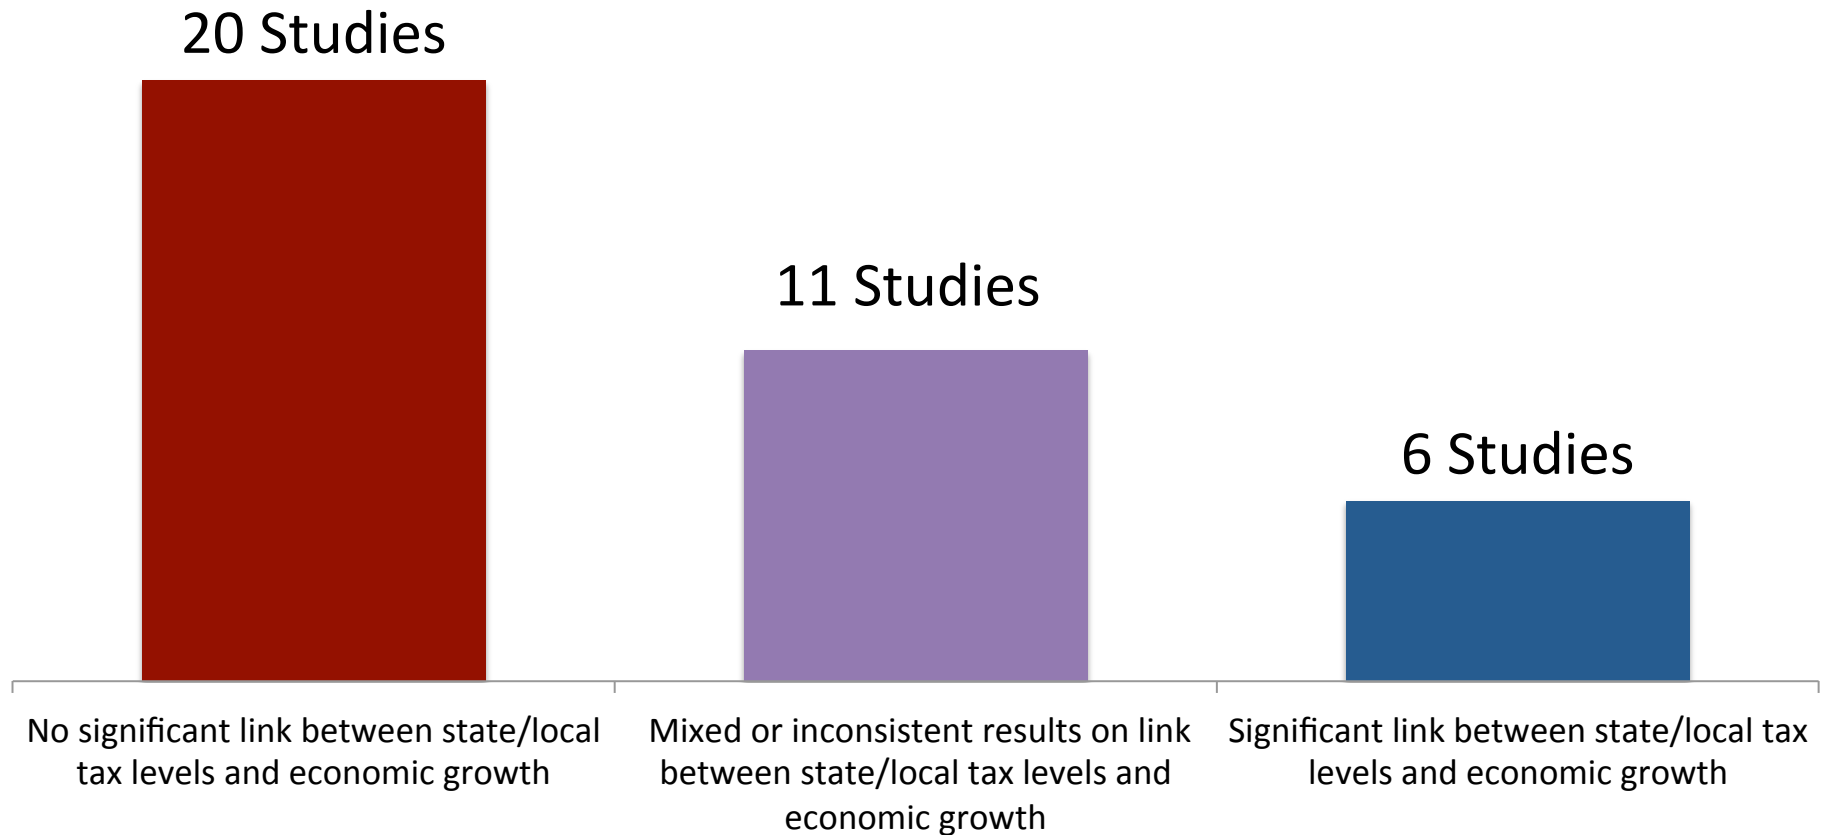 20 Studies
11 Studies
6 Studies
No significant link between state/local
tax levels and economic growth
Mixed or inconsistent results on link
between state/local tax levels and
economic growth
Significant link between state/local tax
levels and economic growth